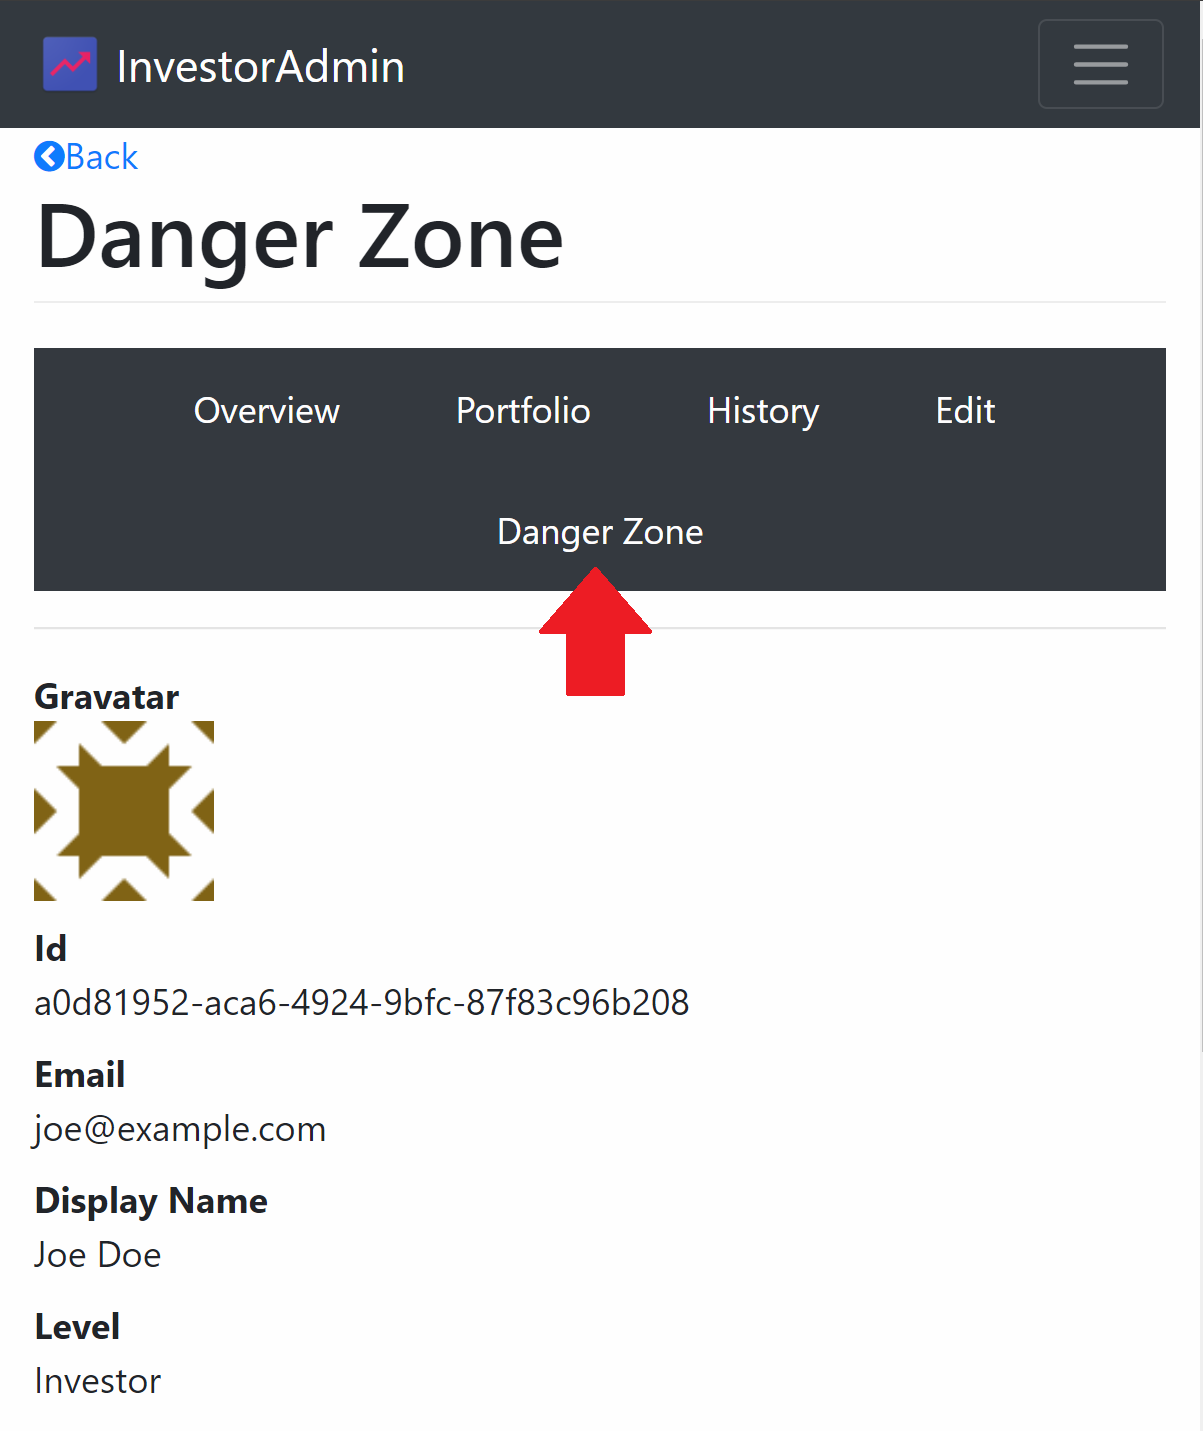 InvestorAdmin
Back
Danger Zone
Overview Portfolio History Edit
Danger Zone
Gravatar
Id
a0d81952-aca6-4924-9bfc-87f83c96b208
Email
joe@example.com
Display Name
Joe Doe
Level
Investor